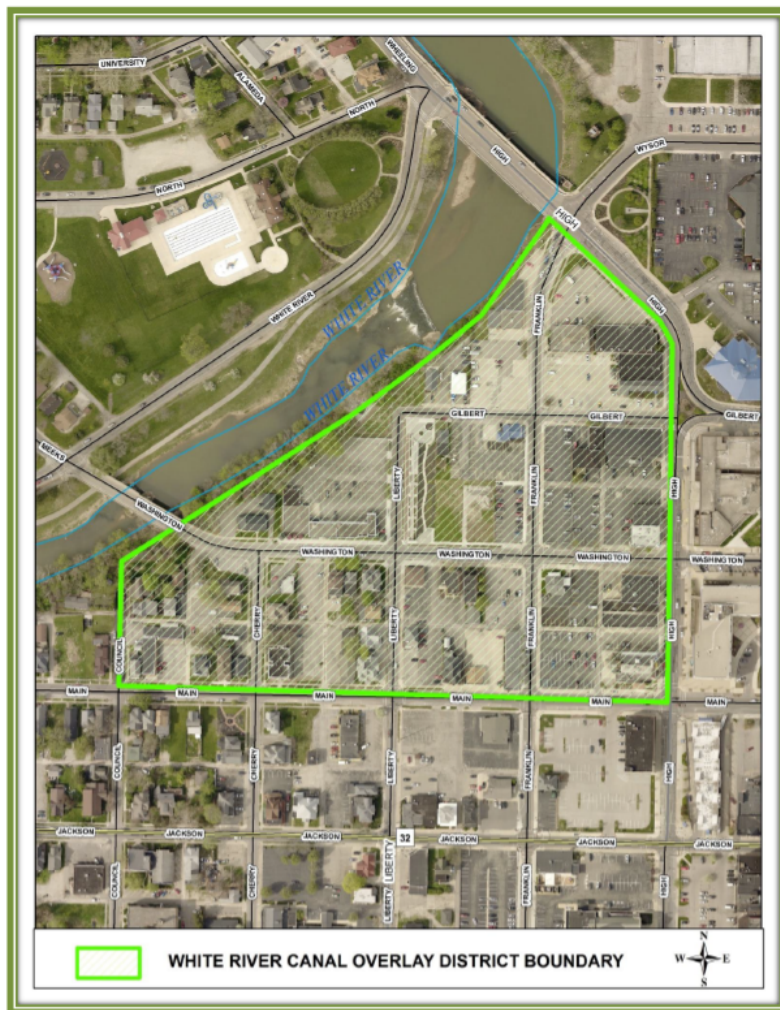 WHEELING
UNIVERSITY
ALAMEDA
NORTH
HIGH
WYSOR
NORTH
HIGH
WHITE RIVER
WHITE RIVER
HIGH
FRANKLIN
WHITE RIVER
GILBERT
GILBERT
GILBERT
MEEKS
LIBERTY
FRANKLIN
HIGH
WASHINGTON
WASHINGTON
WASHINGTON
WASHINGTON
WASHINGTON
COUNCIL
CHERRY
LIBERTY
FRANKLIN
HIGH
MAIN
MAIN
MAIN
MAIN
MAIN
MAIN
COUNCIL
CHERRY
LIBERTY
FRANKLIN
HIGH
JACKSON
JACKSON
JACKSON
32
JACKSON
JACKSON
JACKSON
COUNCIL
CHERRY
LIBERTY
LIBERTY
FRANKLIN
HIGH
WHITE RIVER CANAL OVERLAY DISTRICT BOUNDARY
N
W E
S